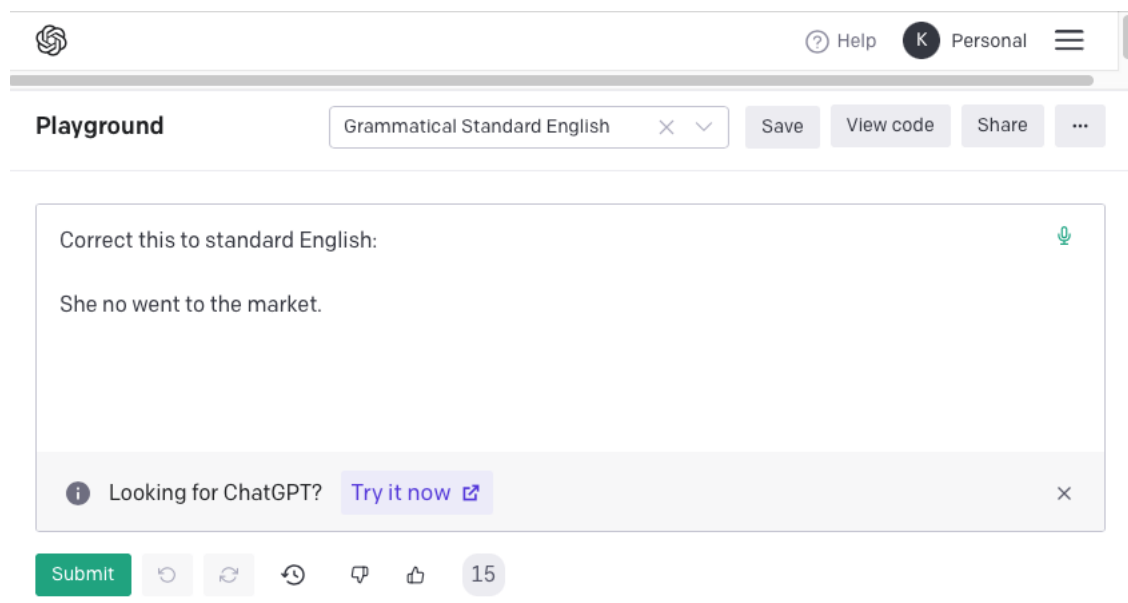 Help K Personal
Playground Grammatical Standard English Save View code Share ...
Correct this to standard English:
She no went to the market.
Looking for ChatGPT? Try it now
Submit 15